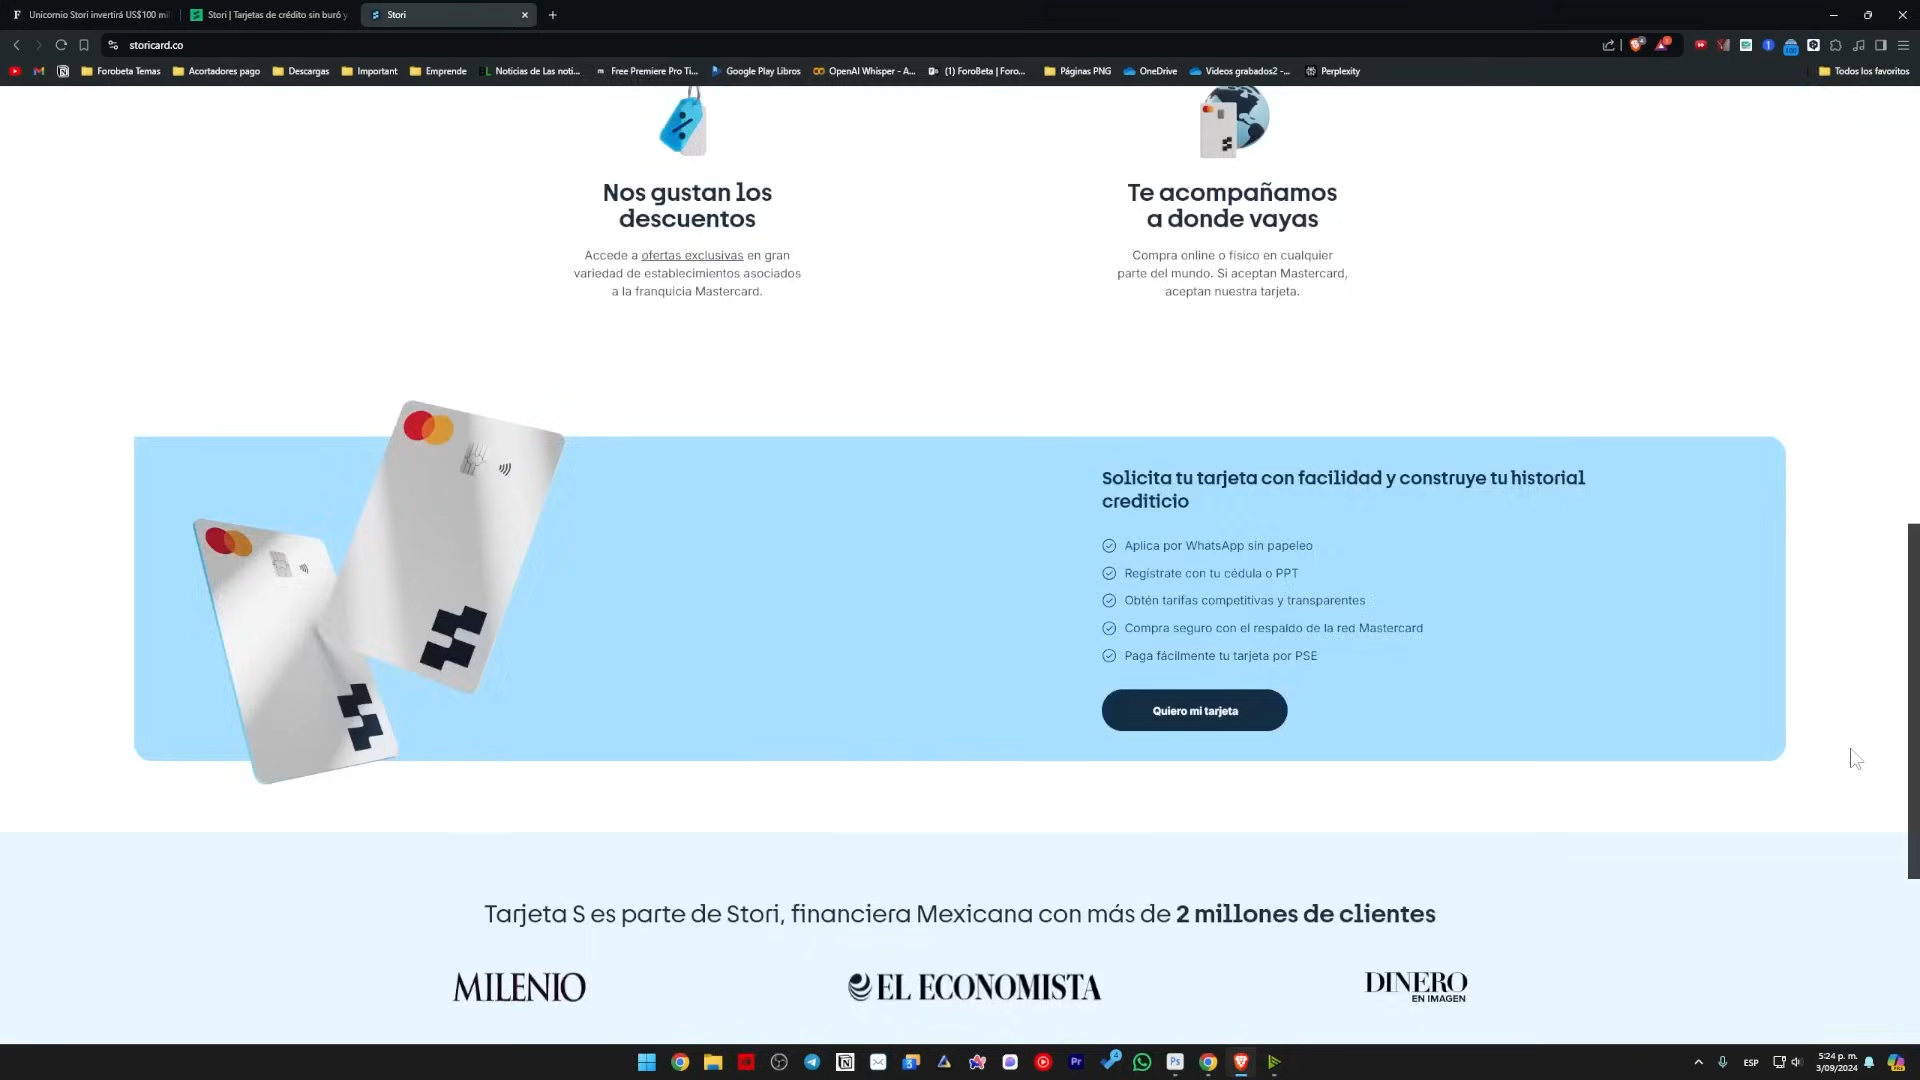 Unicornio Stori invertirá US$100 mi
Stori | Tarjetas de crédito sin buró y
Stori
storicard.co
Forobeta Temas
Acortadores pago
Descargas
Important
Emprende
Noticias de Las noti...
Free Premiere Pro Ti...
Google Play Libros
OpenAI Whisper - A...
(1) ForoBeta | Foro...
Páginas PNG
OneDrive
Videos grabados2 -...
Perplexity
Todos los favoritos
Nos gustan los
descuentos
Accede a ofertas exclusivas en gran
variedad de establecimientos asociados
a la franquicia Mastercard.
Te acompañamos
a donde vayas
Compra online o físico en cualquier
parte del mundo. Si aceptan Mastercard,
aceptan nuestra tarjeta.
Solicita tu tarjeta con facilidad y construye tu historial
crediticio
Aplica por WhatsApp sin papeleo
Regístrate con tu cédula o PPT
Obtén tarifas competitivas y transparentes
Compra seguro con el respaldo de la red Mastercard
Paga fácilmente tu tarjeta por PSE
Quiero mi tarjeta
Tarjeta S es parte de Stori, financiera Mexicana con más de 2 millones de clientes
MILENIO
EL ECONOMISTA
DINERO
EN IMAGEN
ESP
5:24 p. m.
3/09/2024